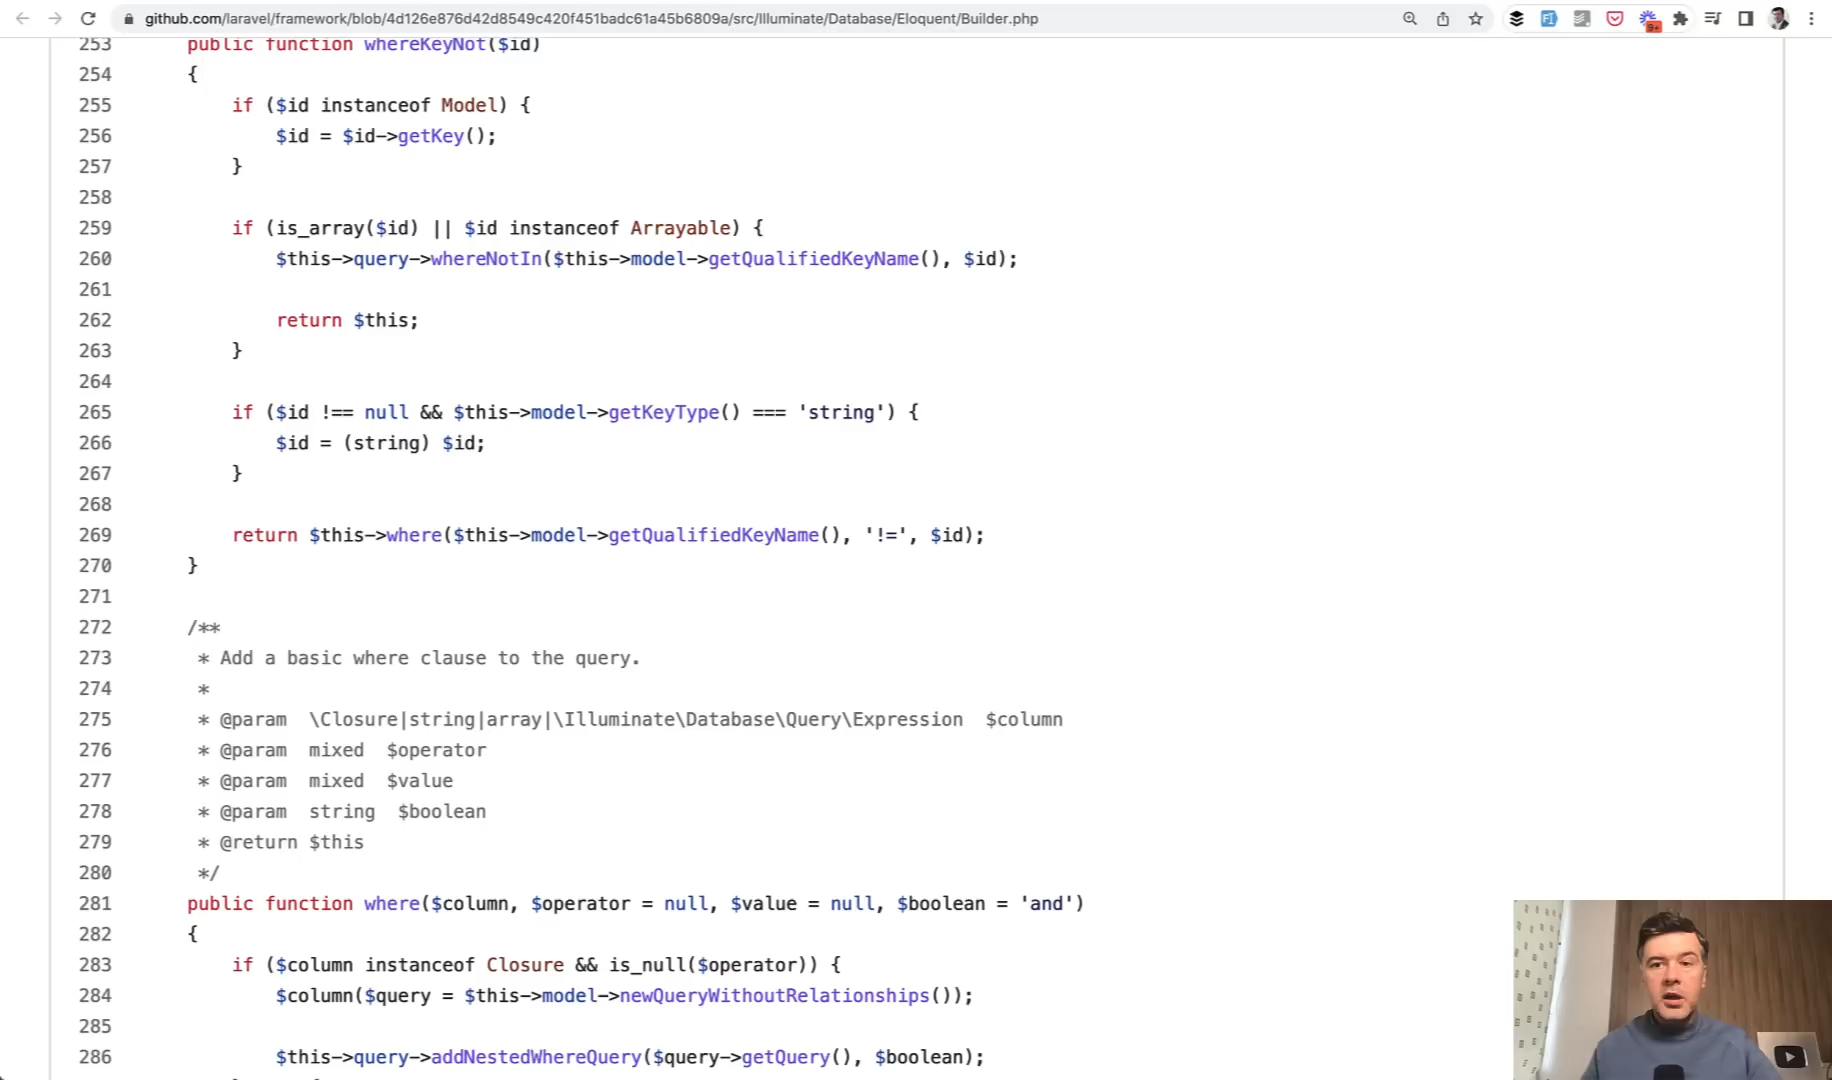 github.com/laravel/framework/blob/4d126e876d42d8549c420f451badc61a45b6809a/src/Illuminate/Database/Eloquent/Builder.php
9+
253 public function whereKeyNot($id)
254 {
255 if ($id instanceof Model) {
256 $id = $id->getKey();
257 }
258
259 if (is_array($id) || $id instanceof Arrayable) {
260 $this->query->whereNotIn($this->model->getQualifiedKeyName(), $id);
261
262 return $this;
263 }
264
265 if ($id !== null && $this->model->getKeyType() === 'string') {
266 $id = (string) $id;
267 }
268
269 return $this->where($this->model->getQualifiedKeyName(), '!=', $id);
270 }
271
272 /**
273 * Add a basic where clause to the query.
274 *
275 * @param \Closure|string|array|\Illuminate\Database\Query\Expression $column
276 * @param mixed $operator
277 * @param mixed $value
278 * @param string $boolean
279 * @return $this
280 */
281 public function where($column, $operator = null, $value = null, $boolean = 'and')
282 {
283 if ($column instanceof Closure && is_null($operator)) {
284 $column($query = $this->model->newQueryWithoutRelationships());
285
286 $this->query->addNestedWhereQuery($query->getQuery(), $boolean);